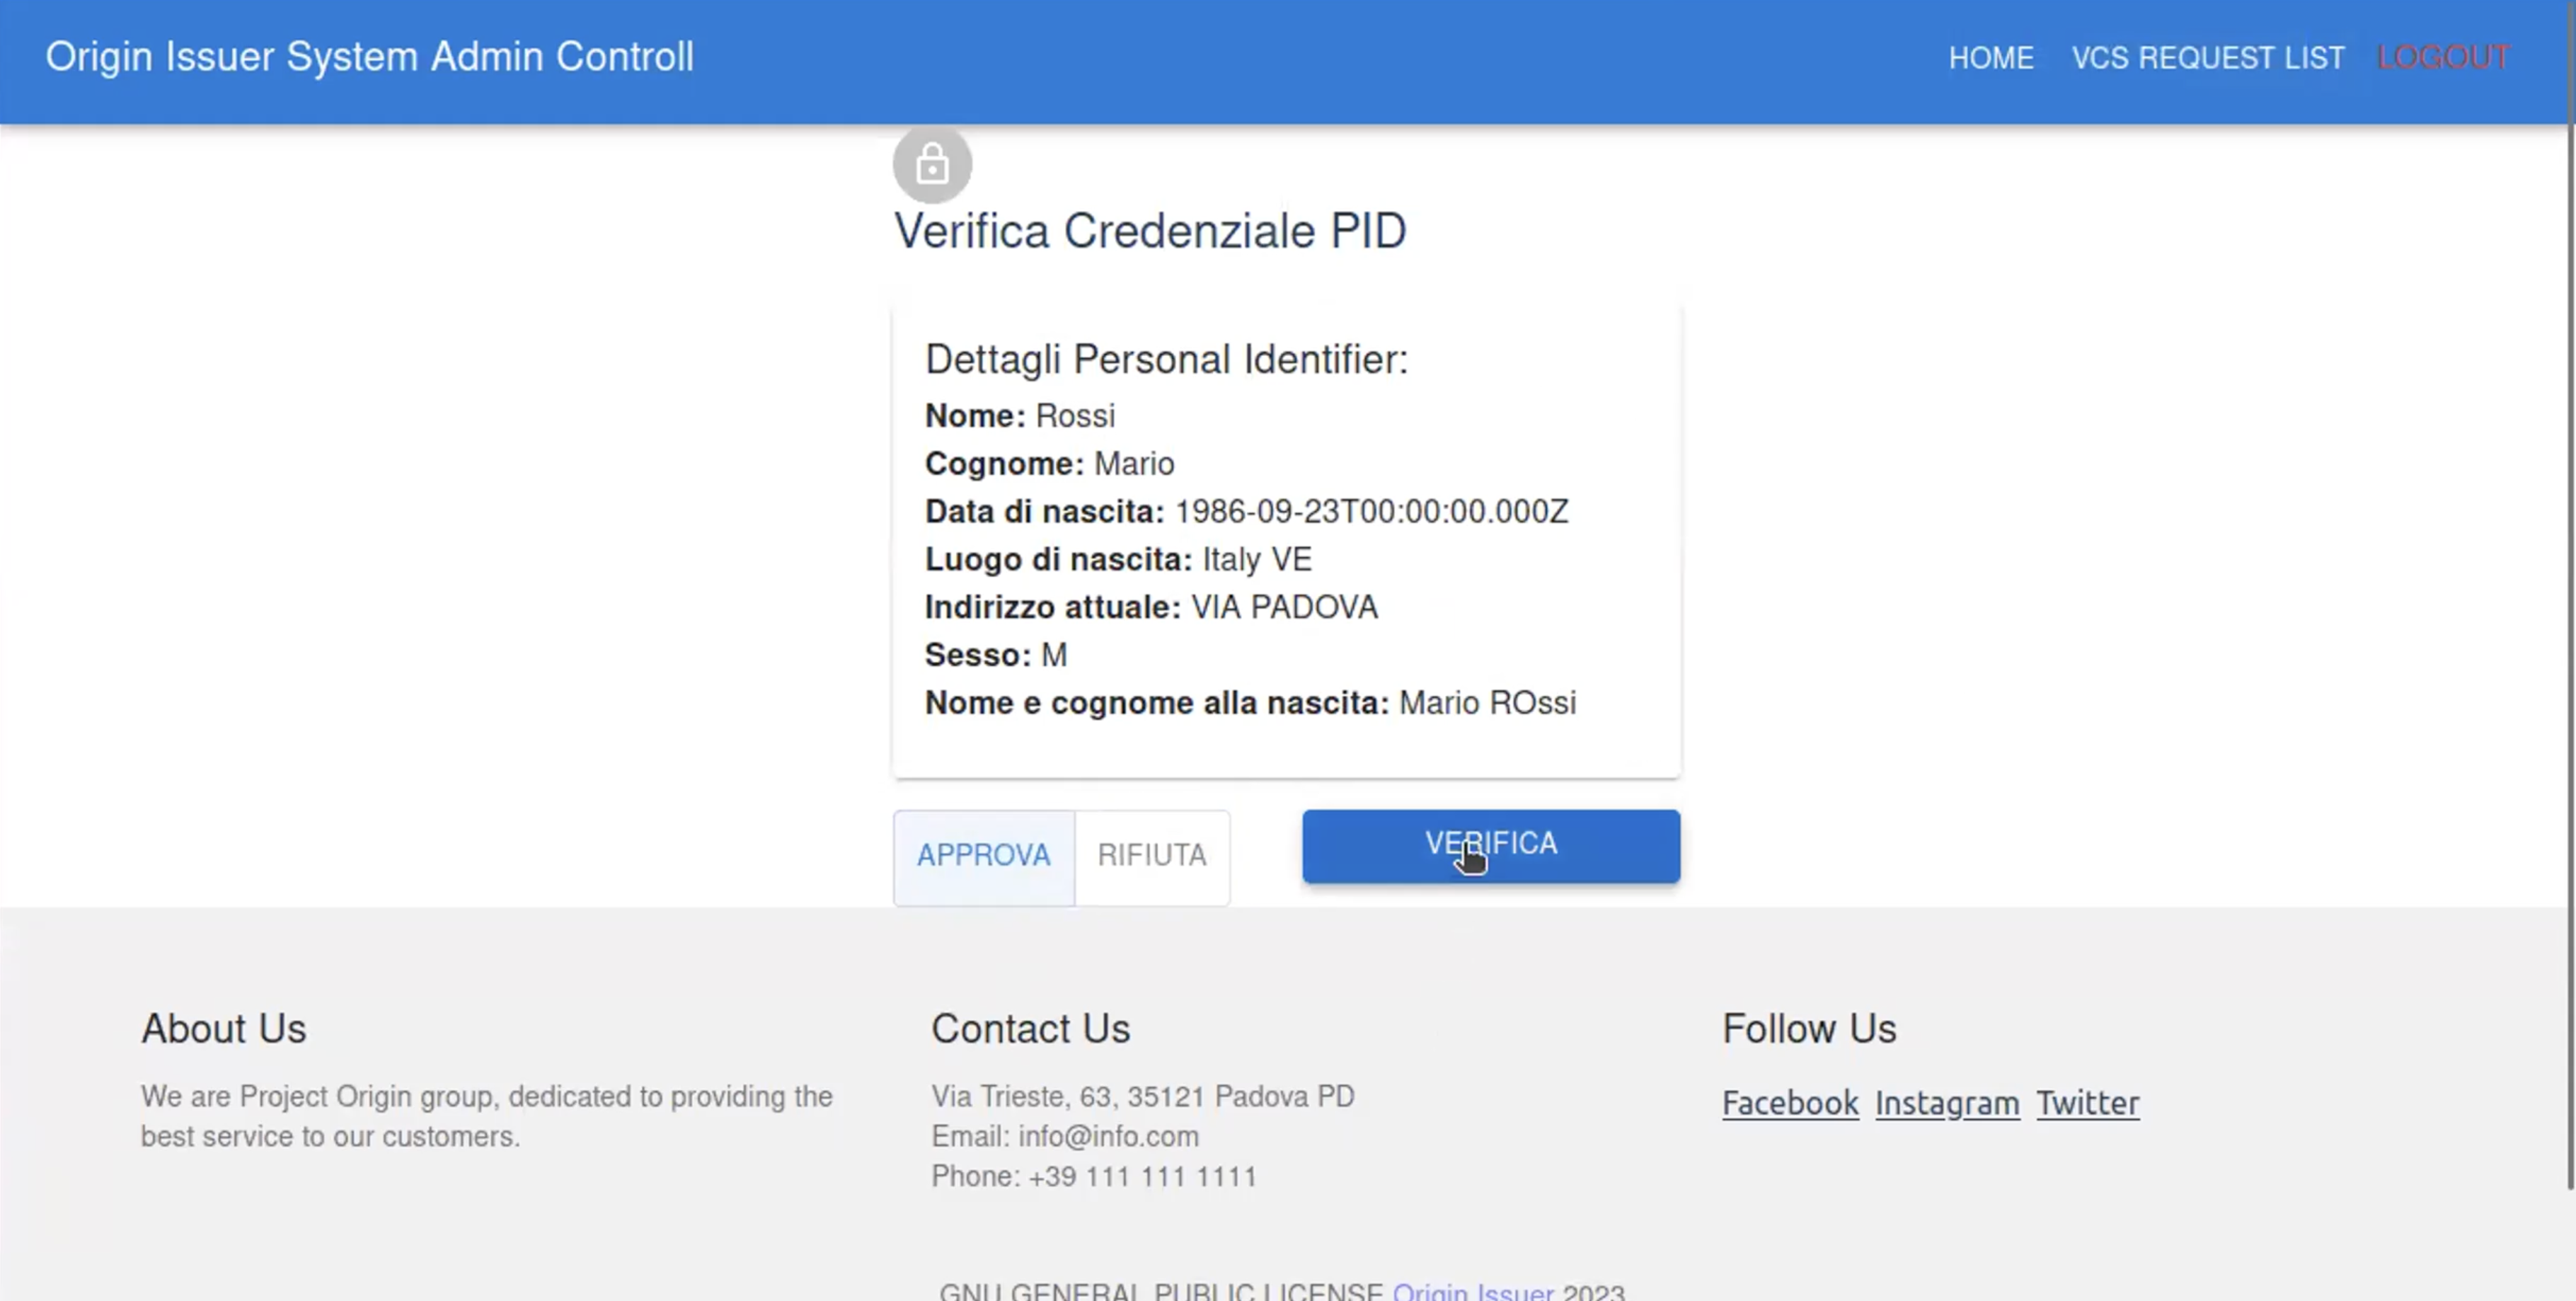 Origin Issuer System Admin Controll
HOME VCS REQUEST LIST LOGOUT
Verifica Credenziale PID
Dettagli Personal Identifier:
Nome: Rossi
Cognome: Mario
Data di nascita: 1986-09-23T00:00:00.000Z
Luogo di nascita: Italy VE
Indirizzo attuale: VIA PADOVA
Sesso: M
Nome e cognome alla nascita: Mario ROssi
APPROVA RIFIUTA VERIFICA
About Us
We are Project Origin group, dedicated to providing the
best service to our customers.
Contact Us
Via Trieste, 63, 35121 Padova PD
Email: info@info.com
Phone: +39 111 111 1111
Follow Us
Facebook Instagram Twitter
GNU GENERAL PUBLIC LICENSE Origin Issuer 2023